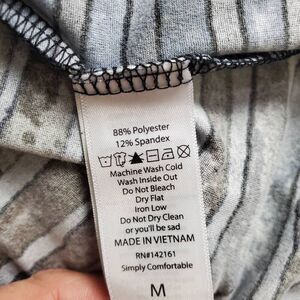 88% Polyester
12% Spandex
Machine Wash Cold
Wash Inside Out
Do Not Bleach
Dry Flat
Iron Low
Do Not Dry Clean
or you'll be sad
MADE IN VIETNAM
RN#142161
Simply Comfortable
M